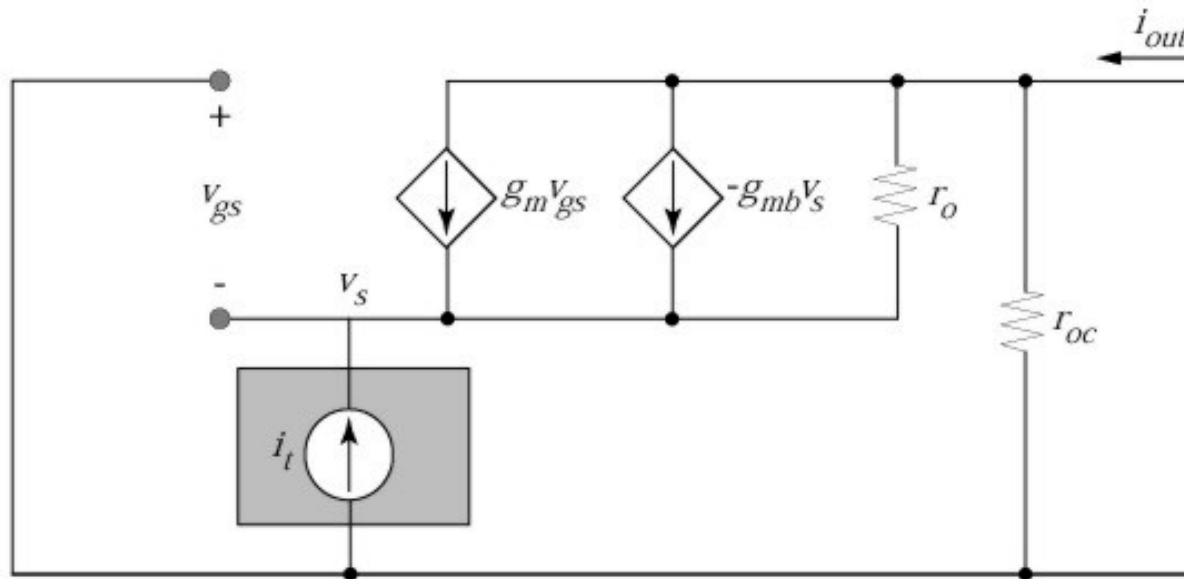 i_out
+
v_gs
g_m v_gs
-g_mb v_s
r_o
-
v_s
r_oc
i_t